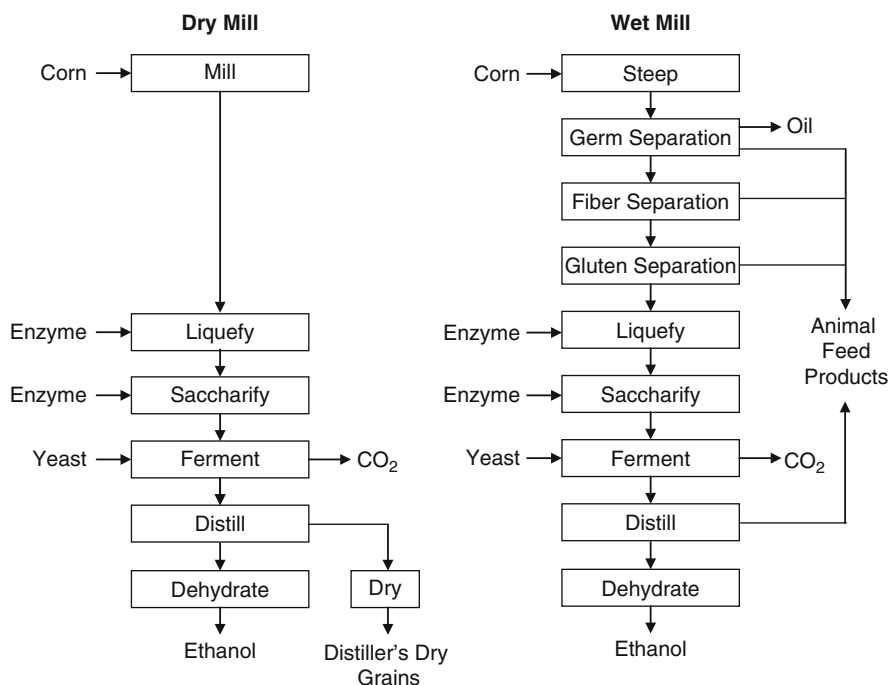 Dry Mill
Corn
Mill
Enzyme
Liquefy
Enzyme
Saccharify
Yeast
Ferment
CO2
Distill
Dehydrate
Dry
Ethanol
Distiller's Dry
Grains
Wet Mill
Corn
Steep
Germ Separation
Oil
Fiber Separation
Gluten Separation
Enzyme
Liquefy
Animal
Feed
Products
Enzyme
Saccharify
Yeast
Ferment
CO2
Distill
Dehydrate
Ethanol